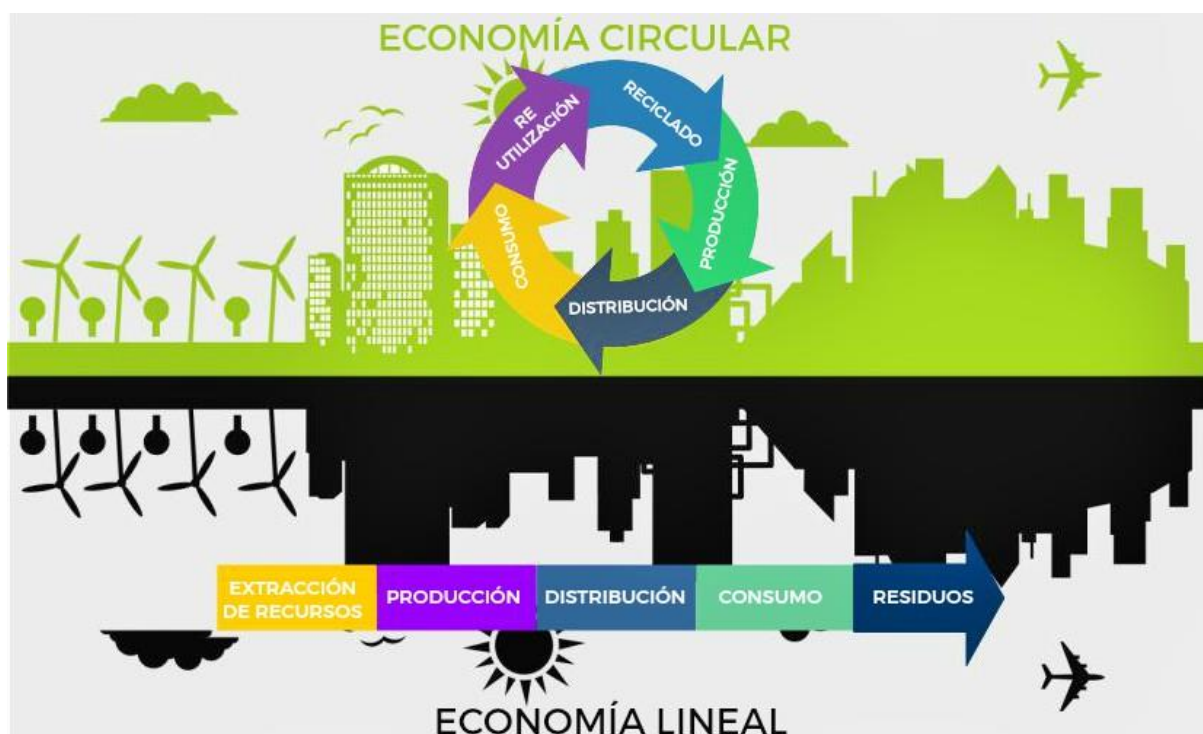 ECONOMÍA CIRCULAR
RE
UTILIZACIÓN
RECICLADO
PRODUCCIÓN
DISTRIBUCIÓN
CONSUMO
EXTRACCIÓN
DE RECURSOS
PRODUCCIÓN
DISTRIBUCIÓN
CONSUMO
RESIDUOS
ECONOMÍA LINEAL